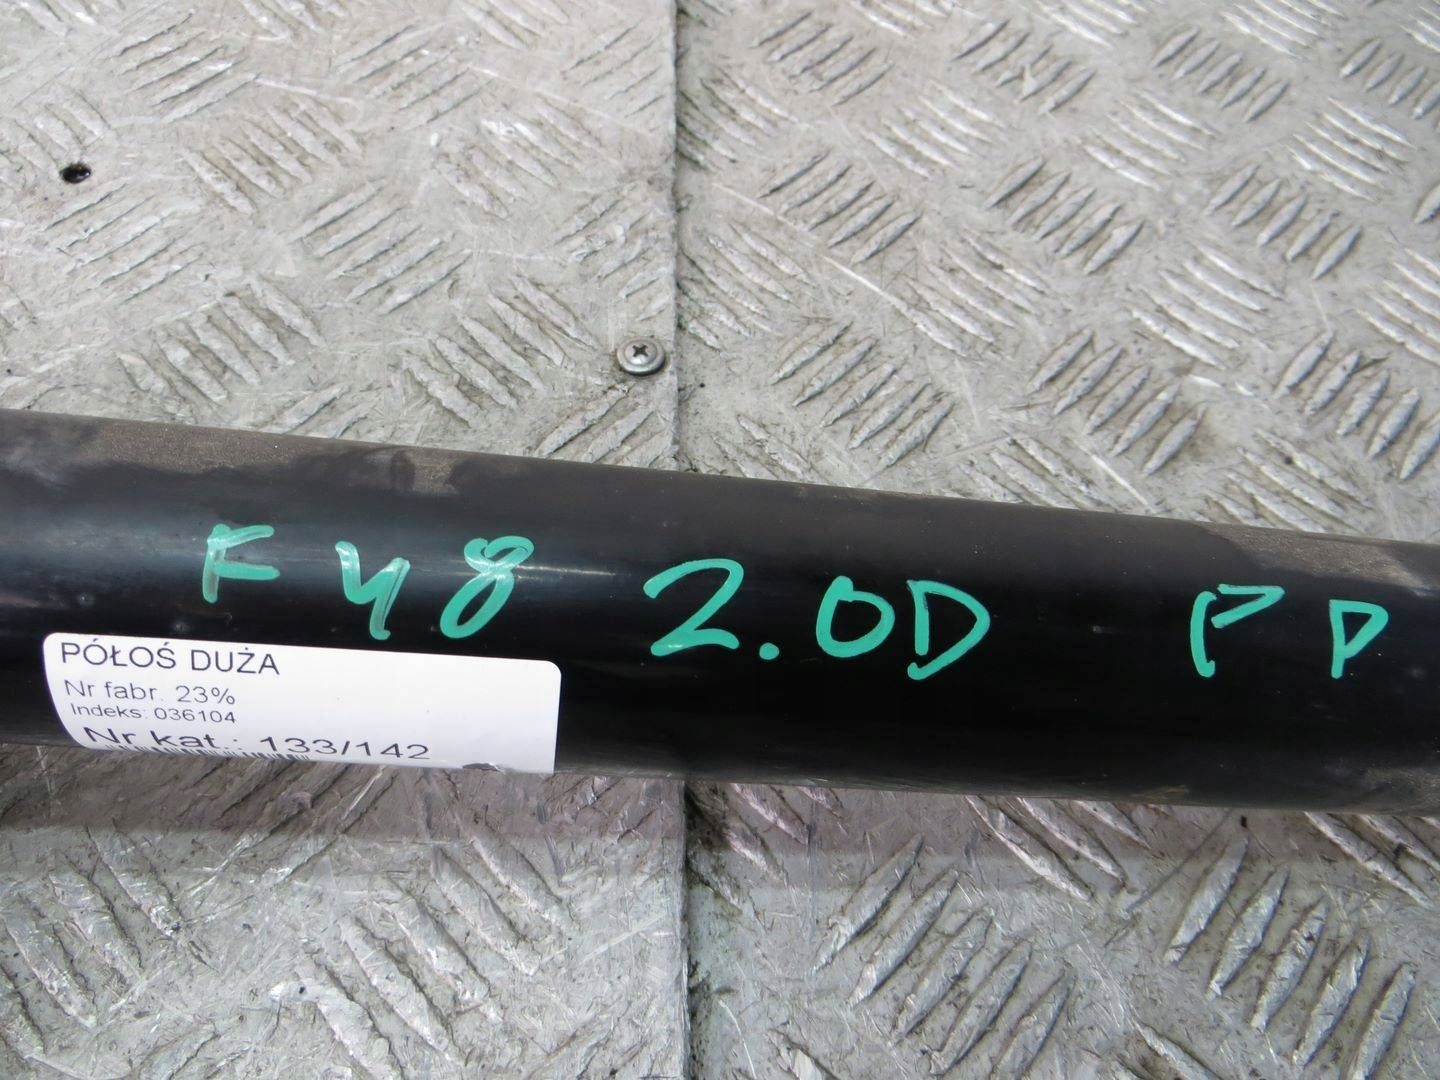 F48 2.0D PP
PÓŁOŚ DUŻA
Nr fabr. 23%
Indeks: 036104
Nr kat.: 133/142